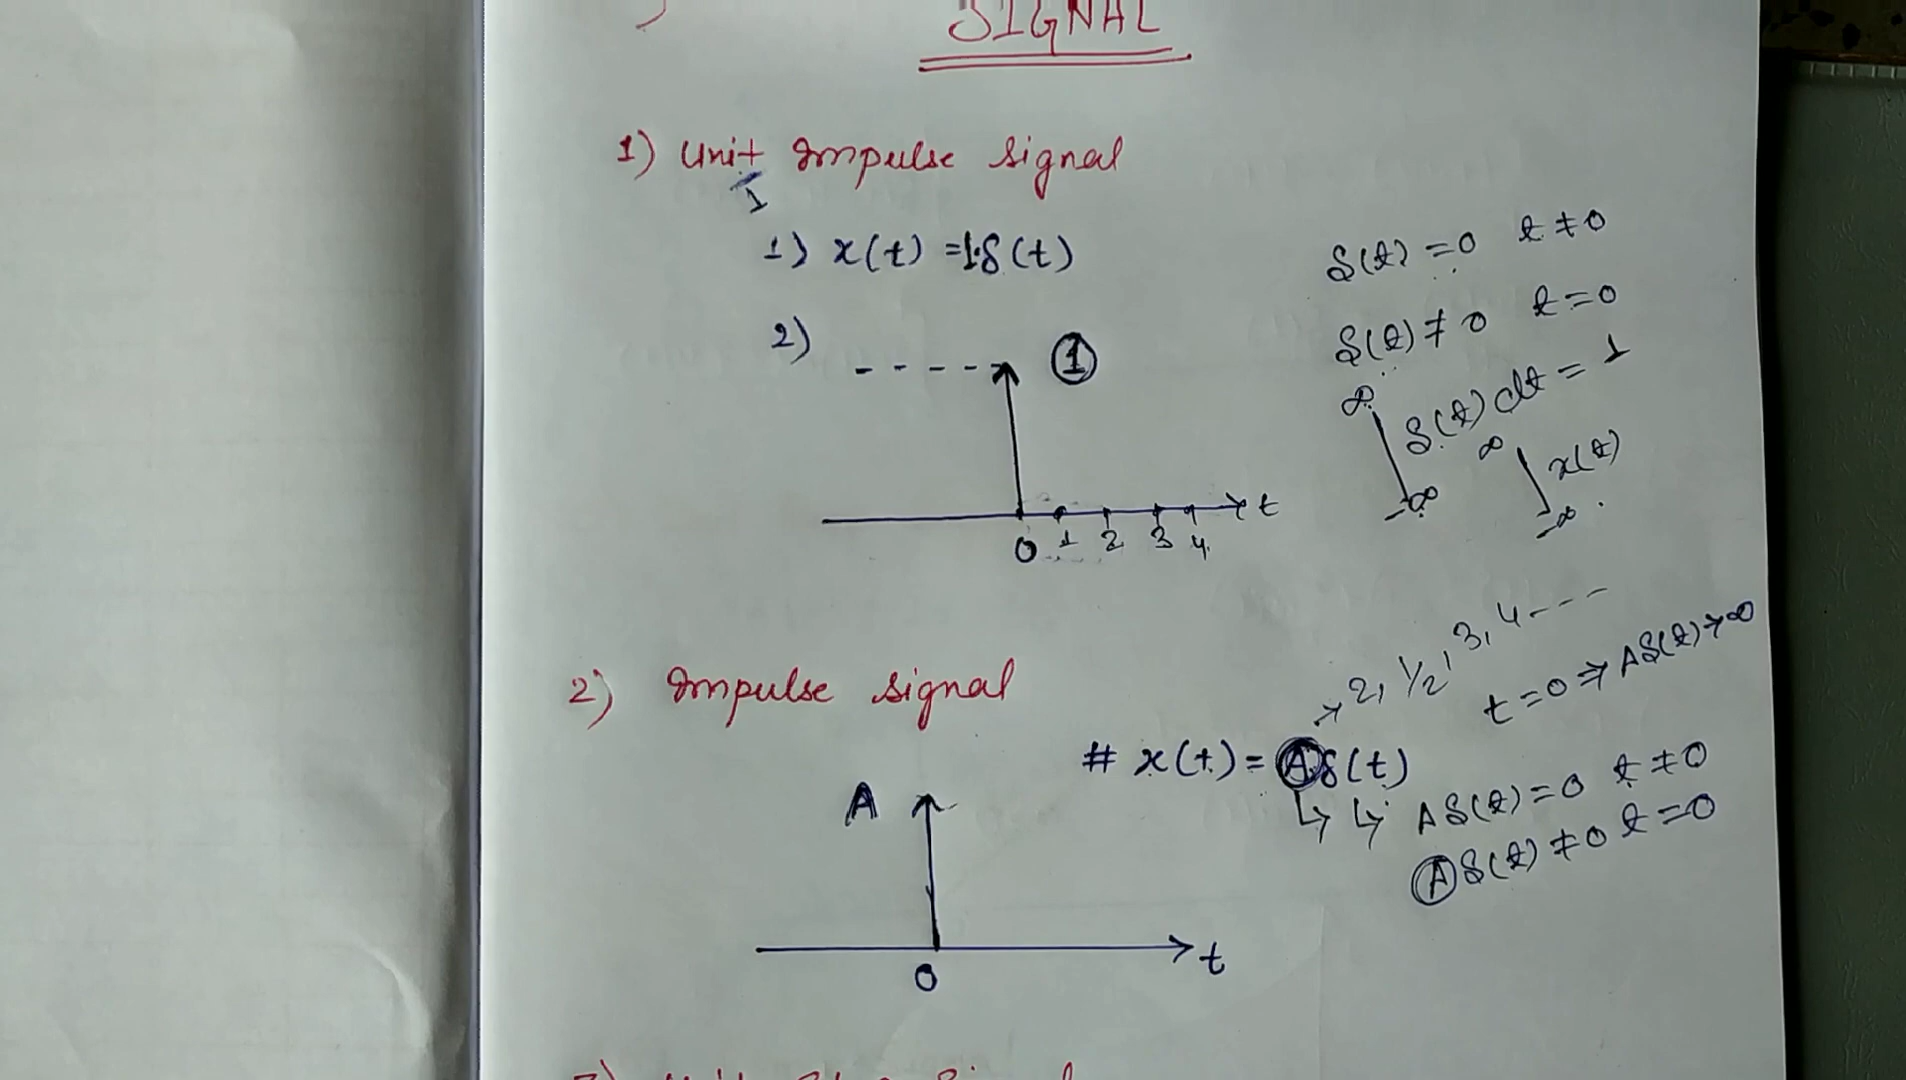 SIGNAL
1) Unit Impulse signal
1
1) x(t) = 1·δ(t)
δ(t) = 0 t ≠ 0
2)
①
δ(t) ≠ 0 t = 0
∞ ∫ δ(t) dt = 1
-∞
∞ ∫ x(t)
-∞
t
0 1 2 3 4
2) Impulse signal
→ 2, 1/2, 3, 4 - - -
t = 0 ⇒ Aδ(t) → ∞
# x(t) = Aδ(t)
A
↳ ↳ Aδ(t) = 0 t ≠ 0
Aδ(t) ≠ 0 t = 0
t
0